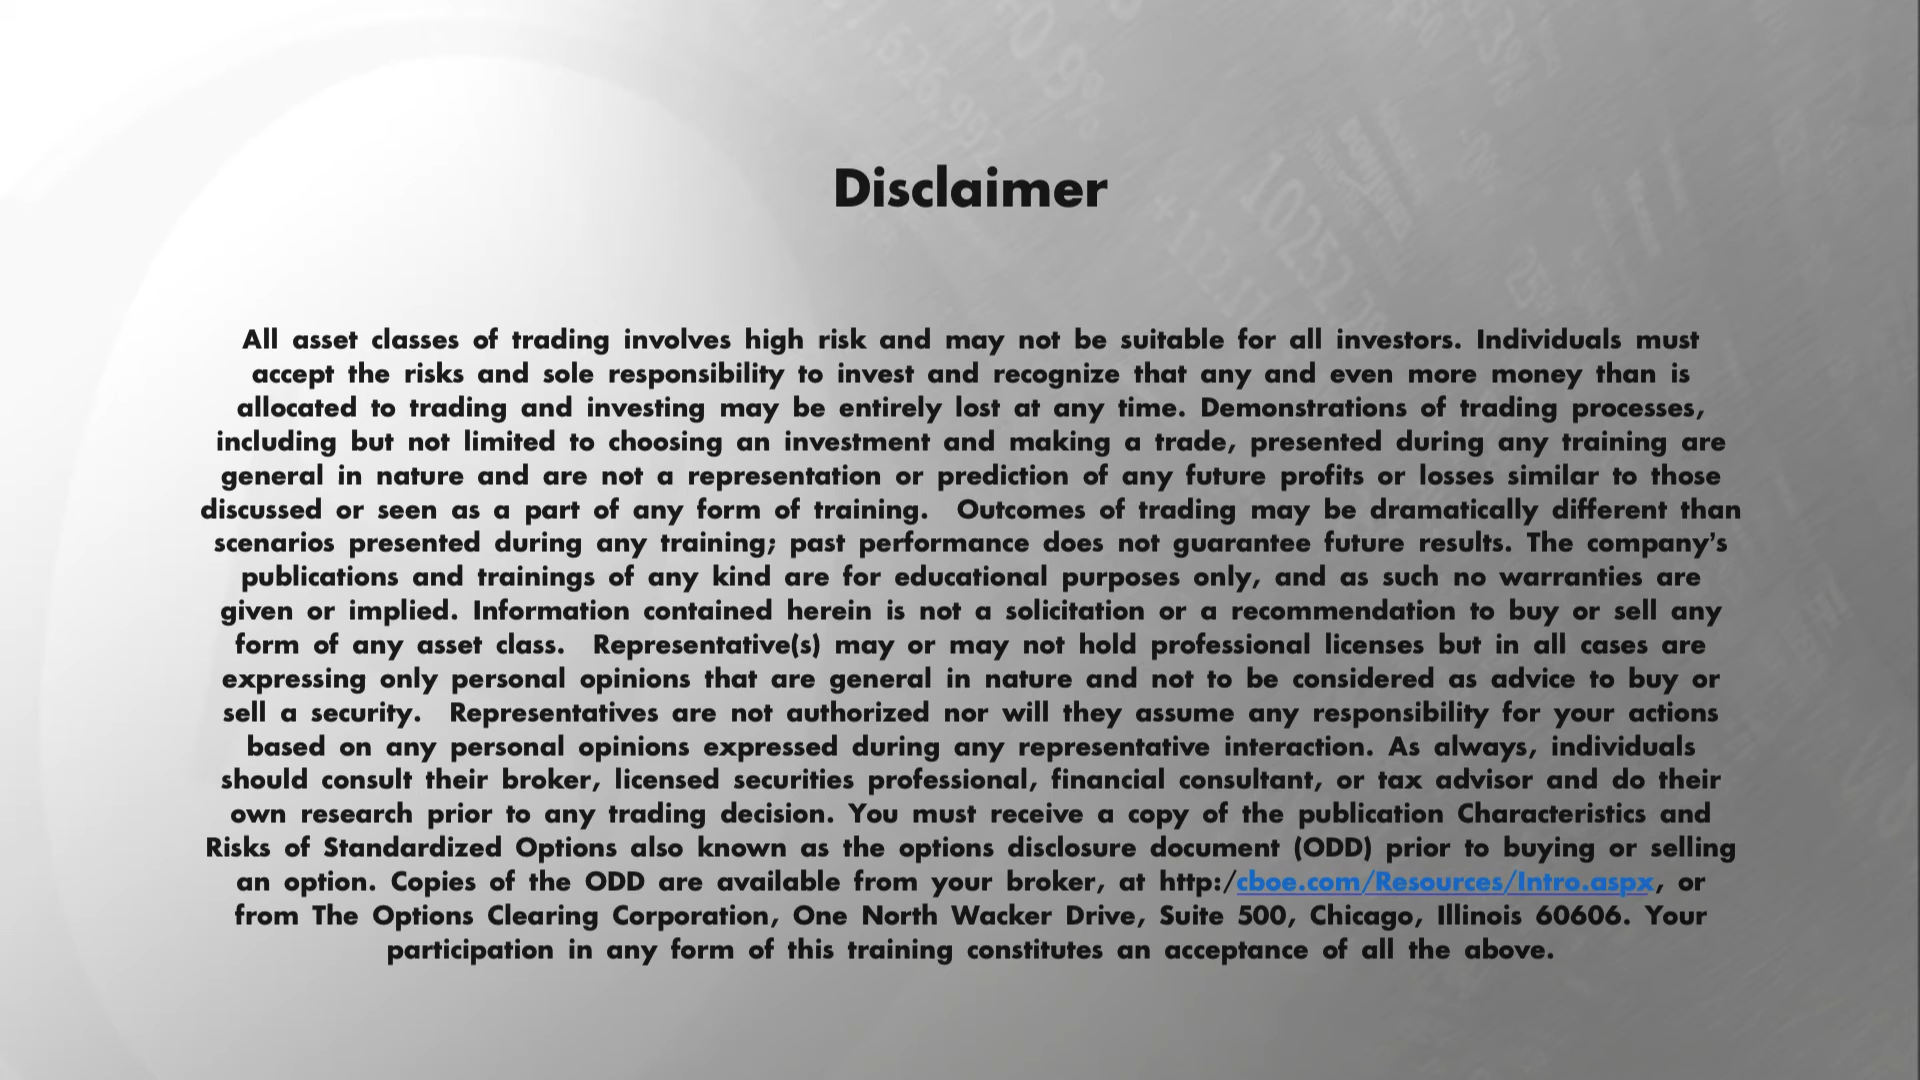 Disclaimer
All asset classes of trading involves high risk and may not be suitable for all investors. Individuals must
accept the risks and sole responsibility to invest and recognize that any and even more money than is
allocated to trading and investing may be entirely lost at any time. Demonstrations of trading processes,
including but not limited to choosing an investment and making a trade, presented during any training are
general in nature and are not a representation or prediction of any future profits or losses similar to those
discussed or seen as a part of any form of training. Outcomes of trading may be dramatically different than
scenarios presented during any training; past performance does not guarantee future results. The company's
publications and trainings of any kind are for educational purposes only, and as such no warranties are
given or implied. Information contained herein is not a solicitation or a recommendation to buy or sell any
form of any asset class. Representative(s) may or may not hold professional licenses but in all cases are
expressing only personal opinions that are general in nature and not to be considered as advice to buy or
sell a security. Representatives are not authorized nor will they assume any responsibility for your actions
based on any personal opinions expressed during any representative interaction. As always, individuals
should consult their broker, licensed securities professional, financial consultant, or tax advisor and do their
own research prior to any trading decision. You must receive a copy of the publication Characteristics and
Risks of Standardized Options also known as the options disclosure document (ODD) prior to buying or selling
an option. Copies of the ODD are available from your broker, at http:/cboe.com/Resources/Intro.aspx, or
from The Options Clearing Corporation, One North Wacker Drive, Suite 500, Chicago, Illinois 60606. Your
participation in any form of this training constitutes an acceptance of all the above.